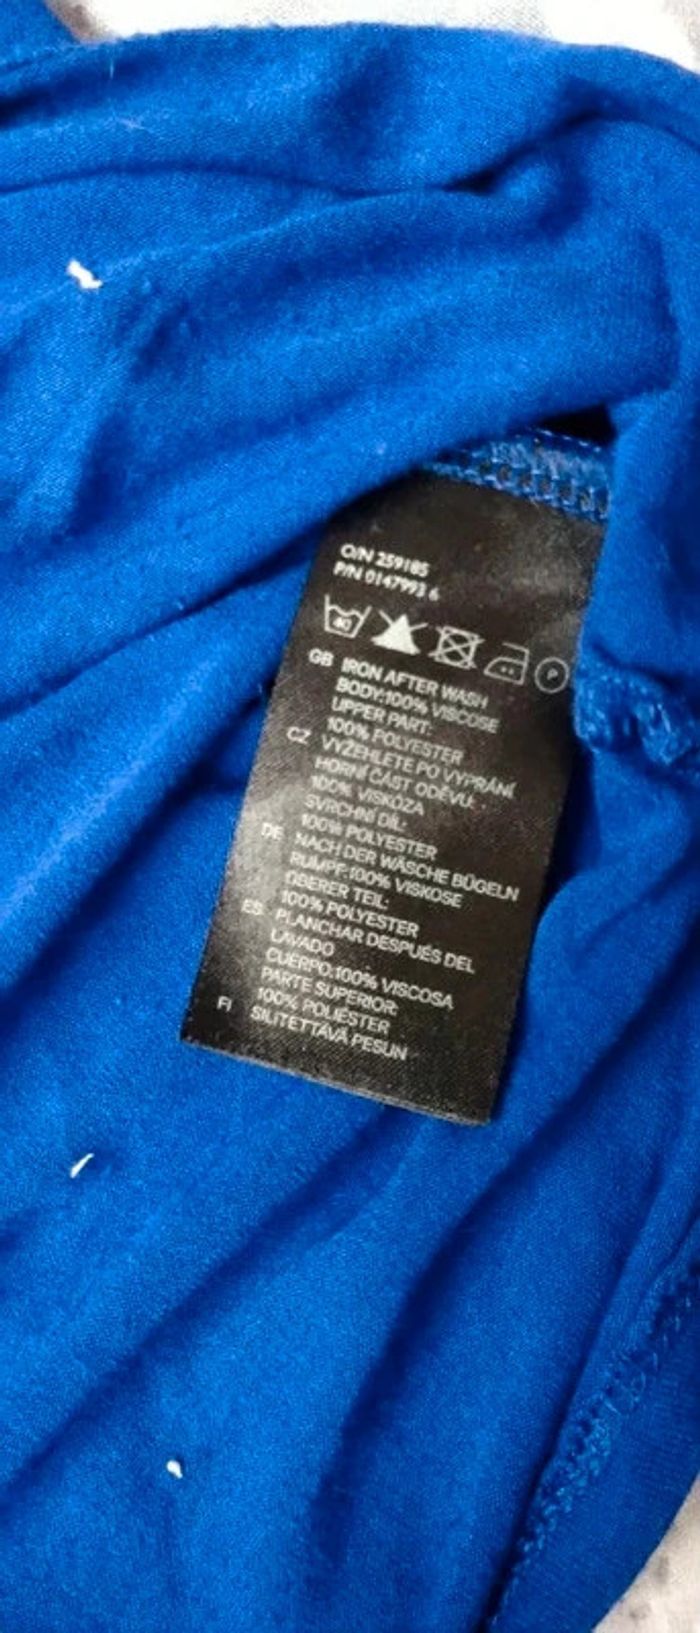 O/N 259185
P/N 0147993 6
40 P
GB IRON AFTER WASH
BODY:100% VISCOSE
UPPER PART:
100% POLYESTER
CZ VYŽEHLETE PO VYPRÁNÍ
HORNÍ ČÁST ODĚVU:
100% VISKÓZA
SVRCHNÍ DÍL:
100% POLYESTER
DE NACH DER WÄSCHE BÜGELN
RUMPF:100% VISKOSE
OBERER TEIL:
100% POLYESTER
ES PLANCHAR DESPUÉS DEL
LAVADO
CUERPO:100% VISCOSA
PARTE SUPERIOR:
100% POLIÉSTER
FI SILITETTÄVÄ PESUN